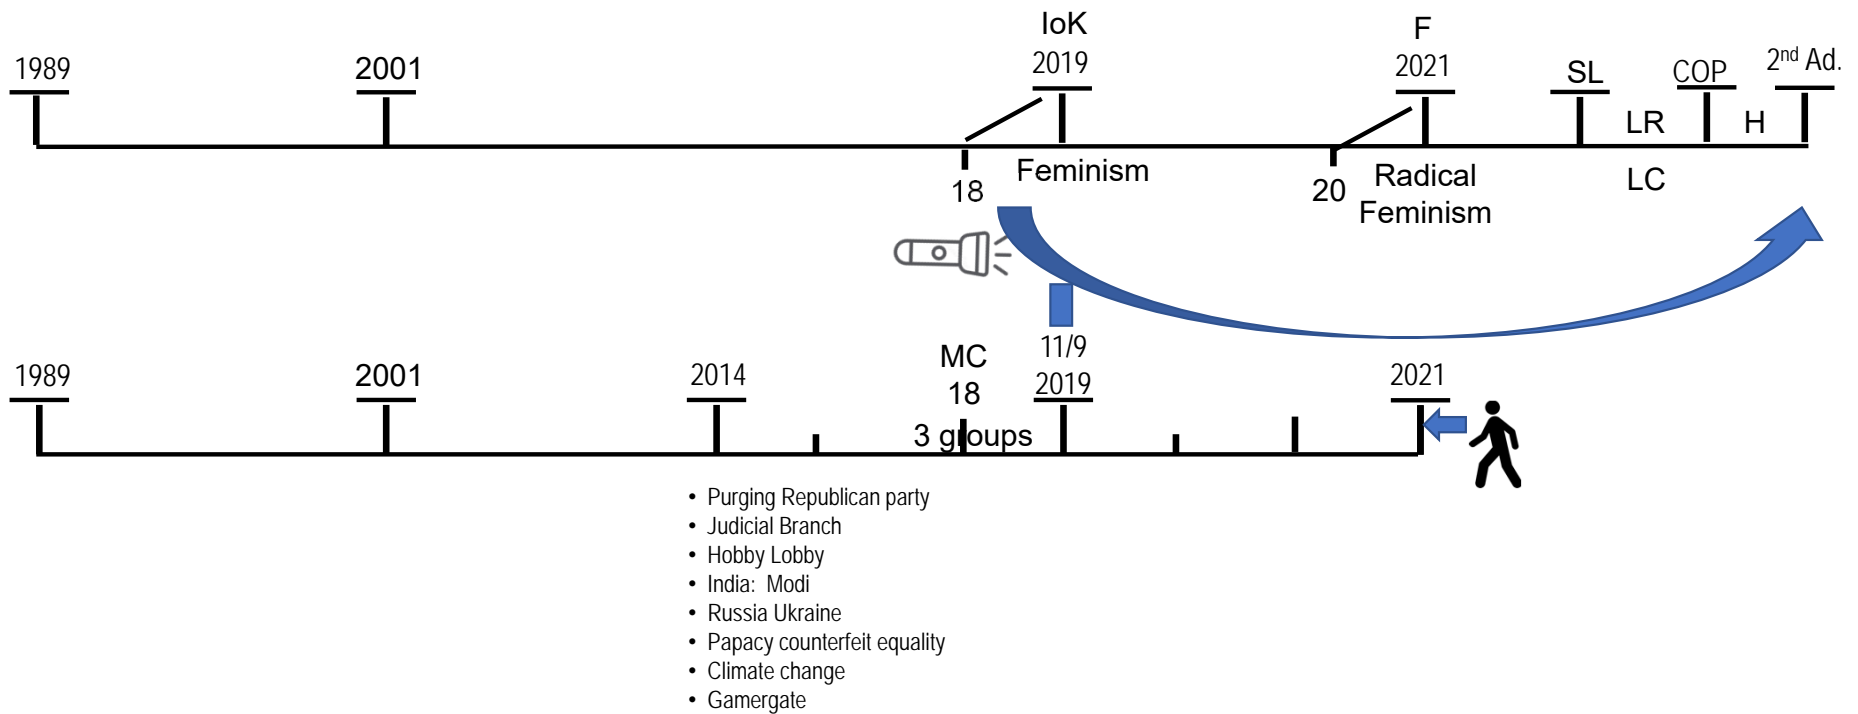 IoK
F
1989
2001
2019
2021
SL
COP
2nd Ad.
LR
H
18
Feminism
20
Radical
Feminism
LC
1989
2001
2014
MC
18
3 groups
11/9
2019
2021
• Purging Republican party
• Judicial Branch
• Hobby Lobby
• India: Modi
• Russia Ukraine
• Papacy counterfeit equality
• Climate change
• Gamergate